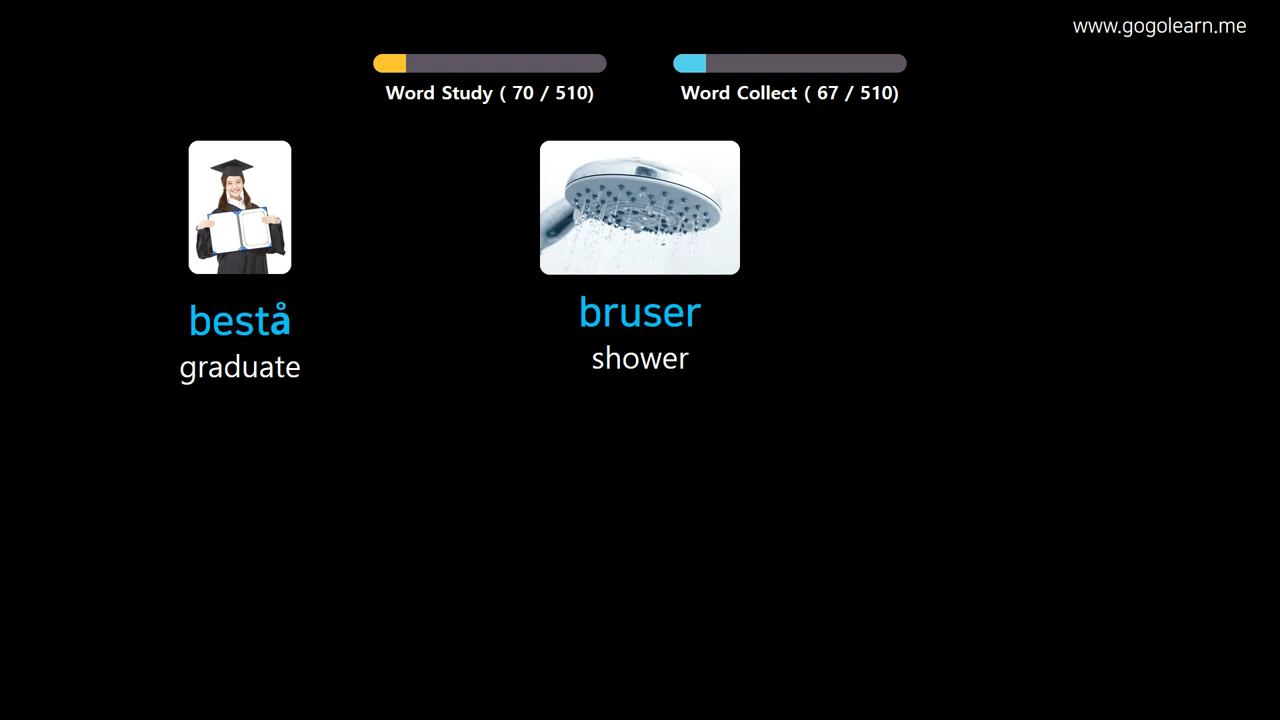 www.gogolearn.me
Word Study ( 70 / 510)
Word Collect ( 67 / 510)
bestå
graduate
bruser
shower